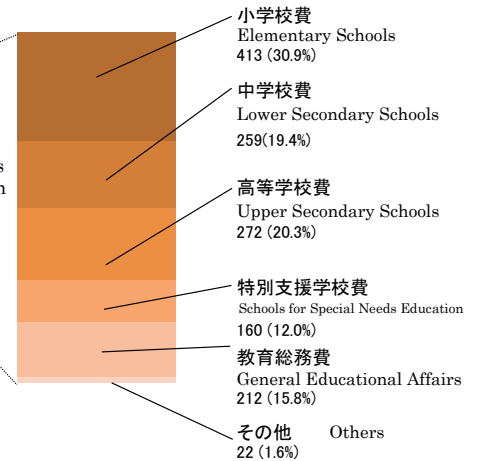 小学校費
Elementary Schools
413 (30.9%)
中学校費
Lower Secondary Schools
259(19.4%)
高等学校費
Upper Secondary Schools
272 (20.3%)
特別支援学校費
Schools for Special Needs Education
160 (12.0%)
教育総務費
General Educational Affairs
212 (15.8%)
その他 Others
22 (1.6%)